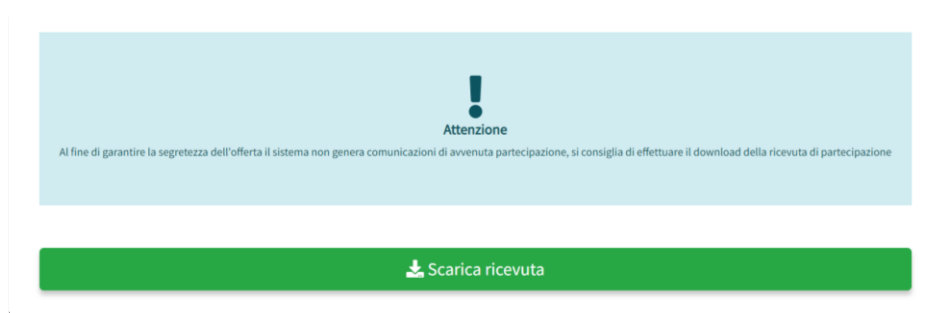 Attenzione
Al fine di garantire la segretezza dell'offerta il sistema non genera comunicazioni di avvenuta partecipazione, si consiglia di effettuare il download della ricevuta di partecipazione
Scarica ricevuta